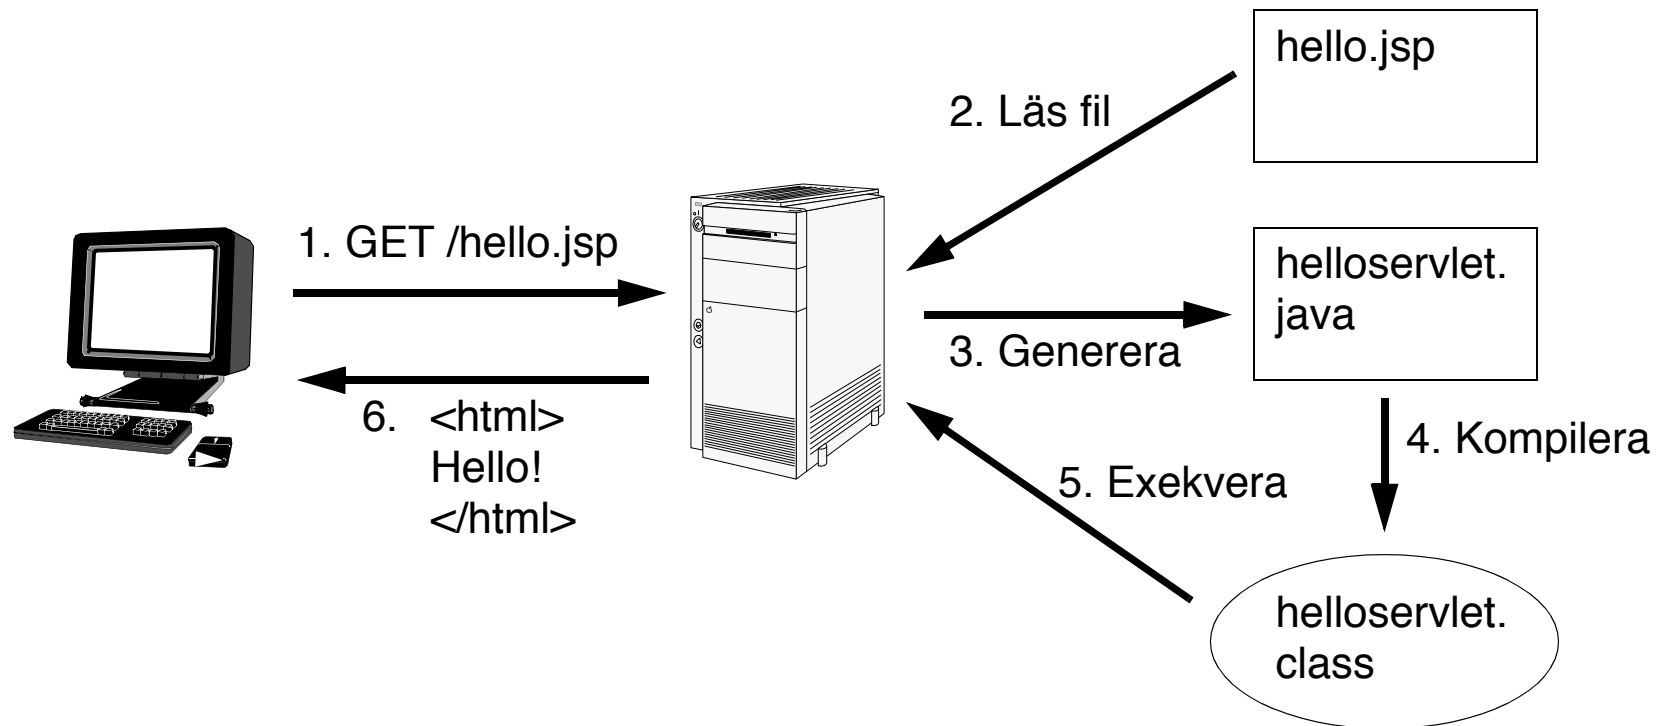 1. GET /hello.jsp
2. Läs fil
hello.jsp
3. Generera
helloservlet.
java
4. Kompilera
helloservlet.
class
5. Exekvera
6. <html>
Hello!
</html>